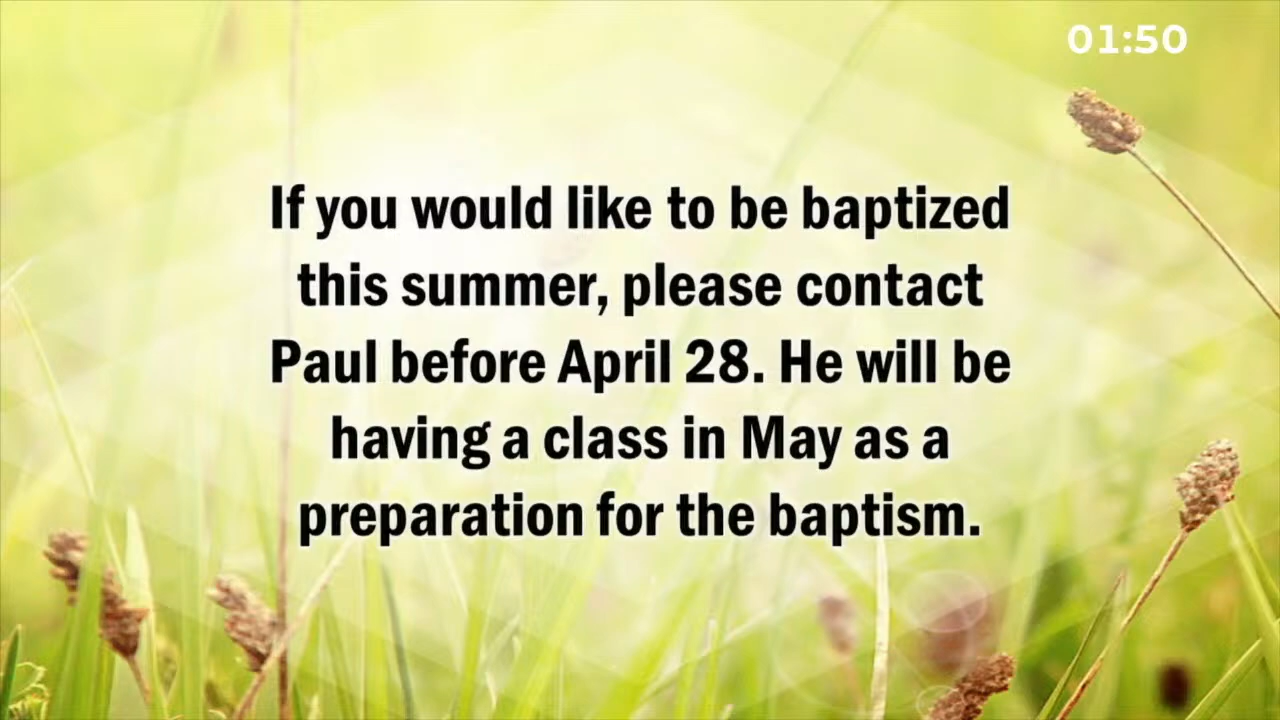 01:50
If you would like to be baptized
this summer, please contact
Paul before April 28. He will be
having a class in May as a
preparation for the baptism.